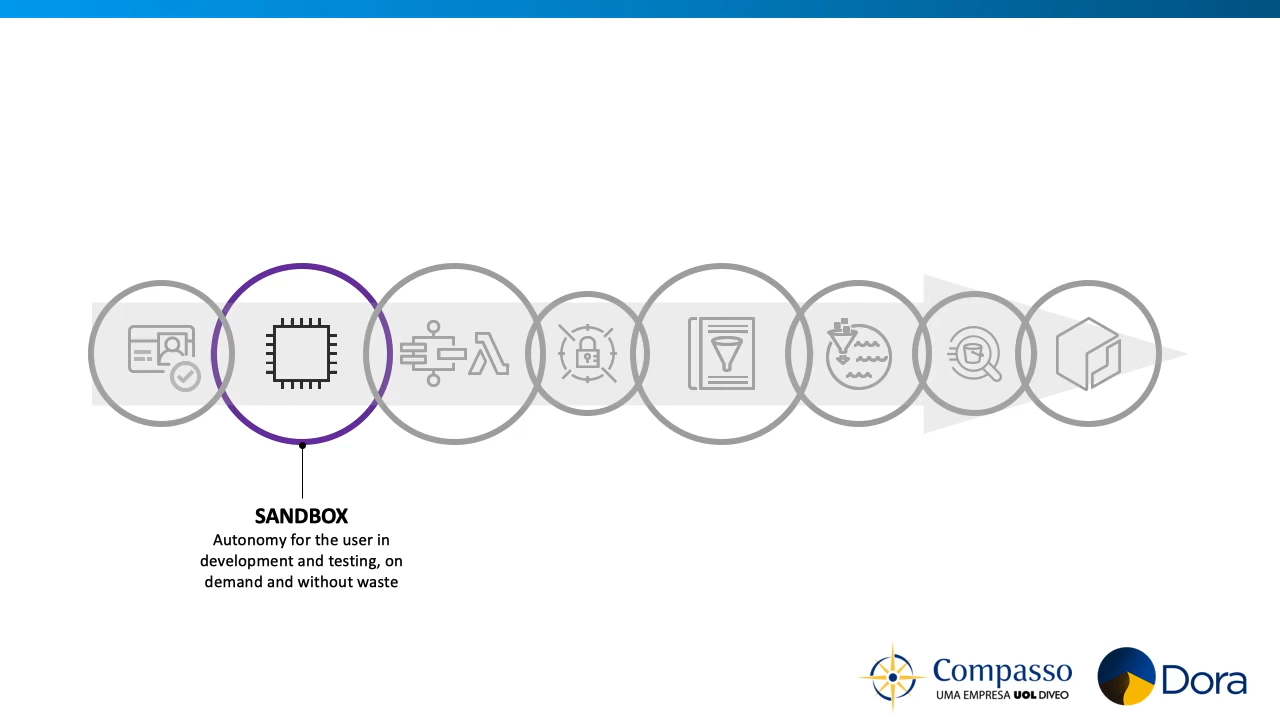 SANDBOX
Autonomy for the user in
development and testing, on
demand and without waste
Compasso
UMA EMPRESA UOL DIVEO
Dora